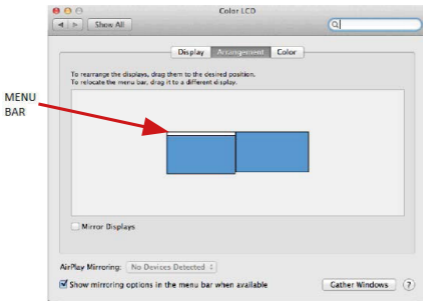 Color LCD
Show All
Display Arrangement Color
To rearrange the displays, drag them to the desired position.
To relocate the menu bar, drag it to a different display.
MENU
BAR
Mirror Displays
AirPlay Mirroring: No Devices Detected
Show mirroring options in the menu bar when available
Gather Windows ?